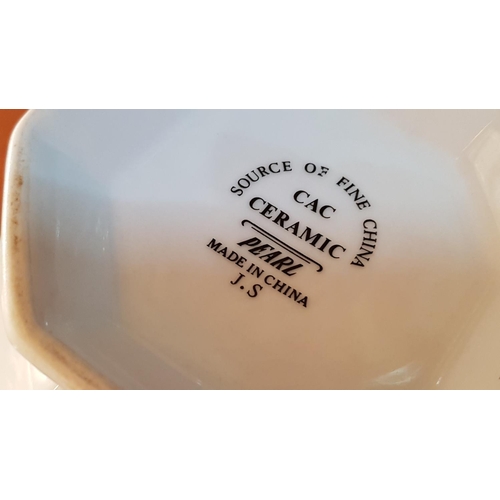 SOURCE OF FINE CHINA
CAC
CERAMIC
PEARL
MADE IN CHINA
J.S